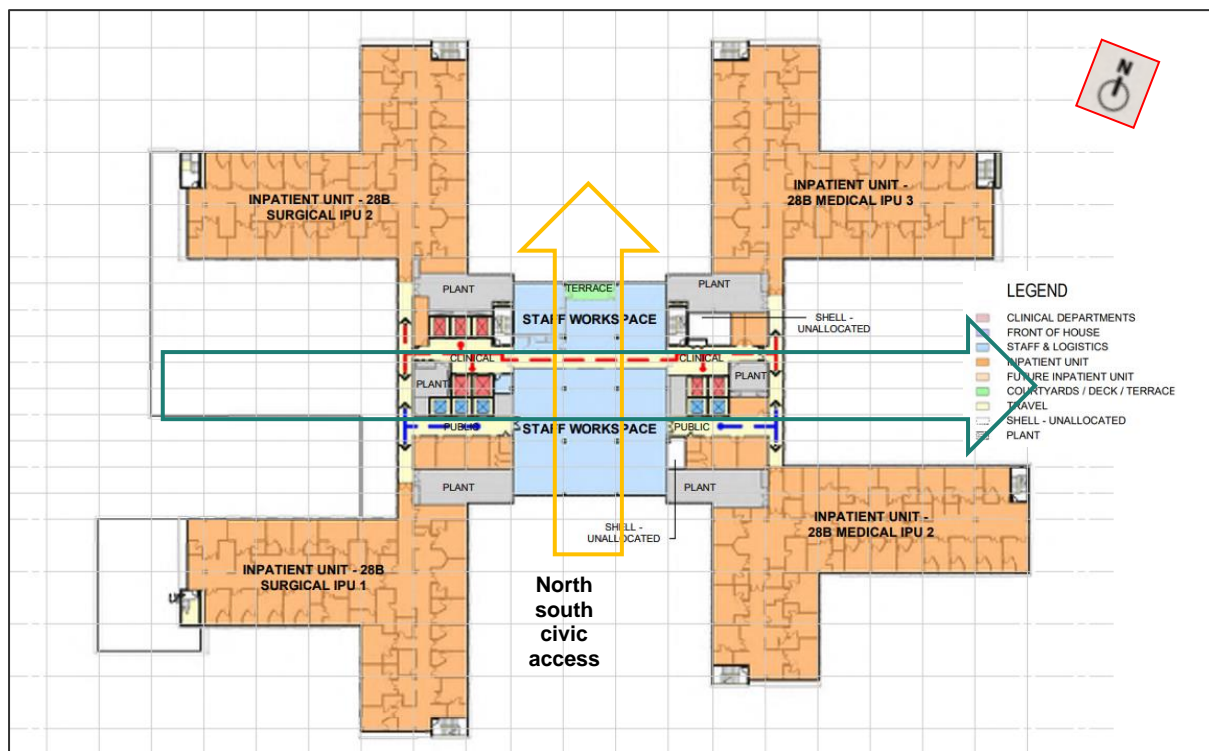 N
INPATIENT UNIT - 28B
SURGICAL IPU 2
INPATIENT UNIT -
28B MEDICAL IPU 3
PLANT
TERRACE
PLANT
STAFF WORKSPACE
SHELL -
UNALLOCATED
CLINICAL
CLINICAL
PLANT
PLANT
PUBLIC
STAFF WORKSPACE
PUBLIC
PLANT
PLANT
SHELL -
UNALLOCATED
INPATIENT UNIT - 28B
SURGICAL IPU 1
INPATIENT UNIT -
28B MEDICAL IPU 2
North
south
civic
access
LEGEND
CLINICAL DEPARTMENTS
FRONT OF HOUSE
STAFF & LOGISTICS
INPATIENT UNIT
FUTURE INPATIENT UNIT
COURTYARDS / DECK / TERRACE
TRAVEL
SHELL - UNALLOCATED
PLANT